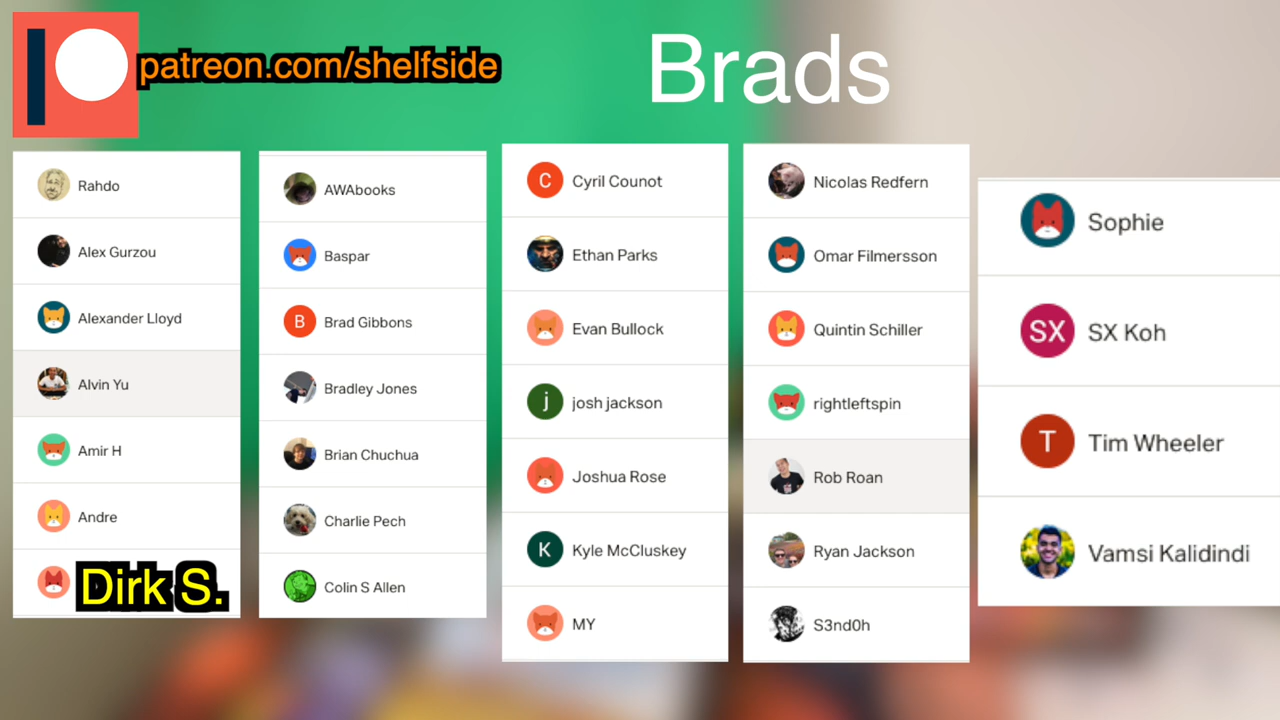 patreon.com/shelfside
Brads
Rahdo
Alex Gurzou
Alexander Lloyd
Alvin Yu
Amir H
Andre
Dirk S.
AWAbooks
Baspar
B Brad Gibbons
Bradley Jones
Brian Chuchua
Charlie Pech
Colin S Allen
C Cyril Counot
Ethan Parks
Evan Bullock
j josh jackson
Joshua Rose
K Kyle McCluskey
MY
Nicolas Redfern
Omar Filmersson
Quintin Schiller
rightleftspin
Rob Roan
Ryan Jackson
S3nd0h
Sophie
SX SX Koh
T Tim Wheeler
Vamsi Kalidindi